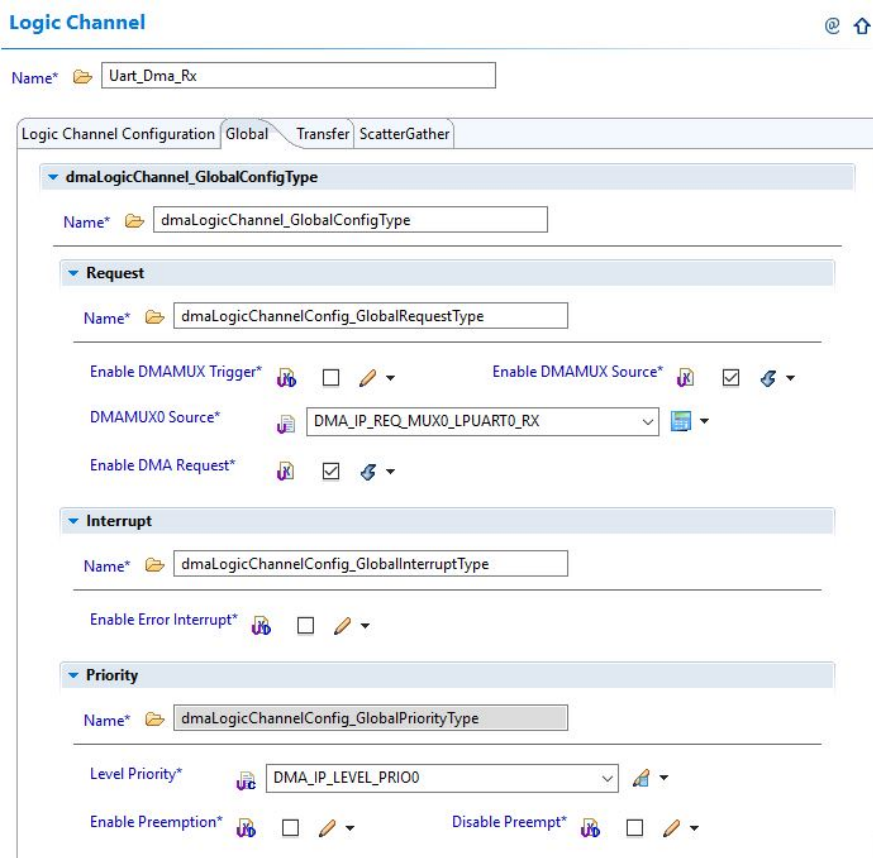 Logic Channel
Name* Uart_Dma_Rx
Logic Channel Configuration Global Transfer ScatterGather
dmaLogicChannel_GlobalConfigType
Name* dmaLogicChannel_GlobalConfigType
Request
Name* dmaLogicChannelConfig_GlobalRequestType
Enable DMAMUX Trigger* Enable DMAMUX Source*
DMAMUX0 Source* DMA_IP_REQ_MUX0_LPUART0_RX
Enable DMA Request*
Interrupt
Name* dmaLogicChannelConfig_GlobalInterruptType
Enable Error Interrupt*
Priority
Name* dmaLogicChannelConfig_GlobalPriorityType
Level Priority* DMA_IP_LEVEL_PRIO0
Enable Preemption* Disable Preempt*